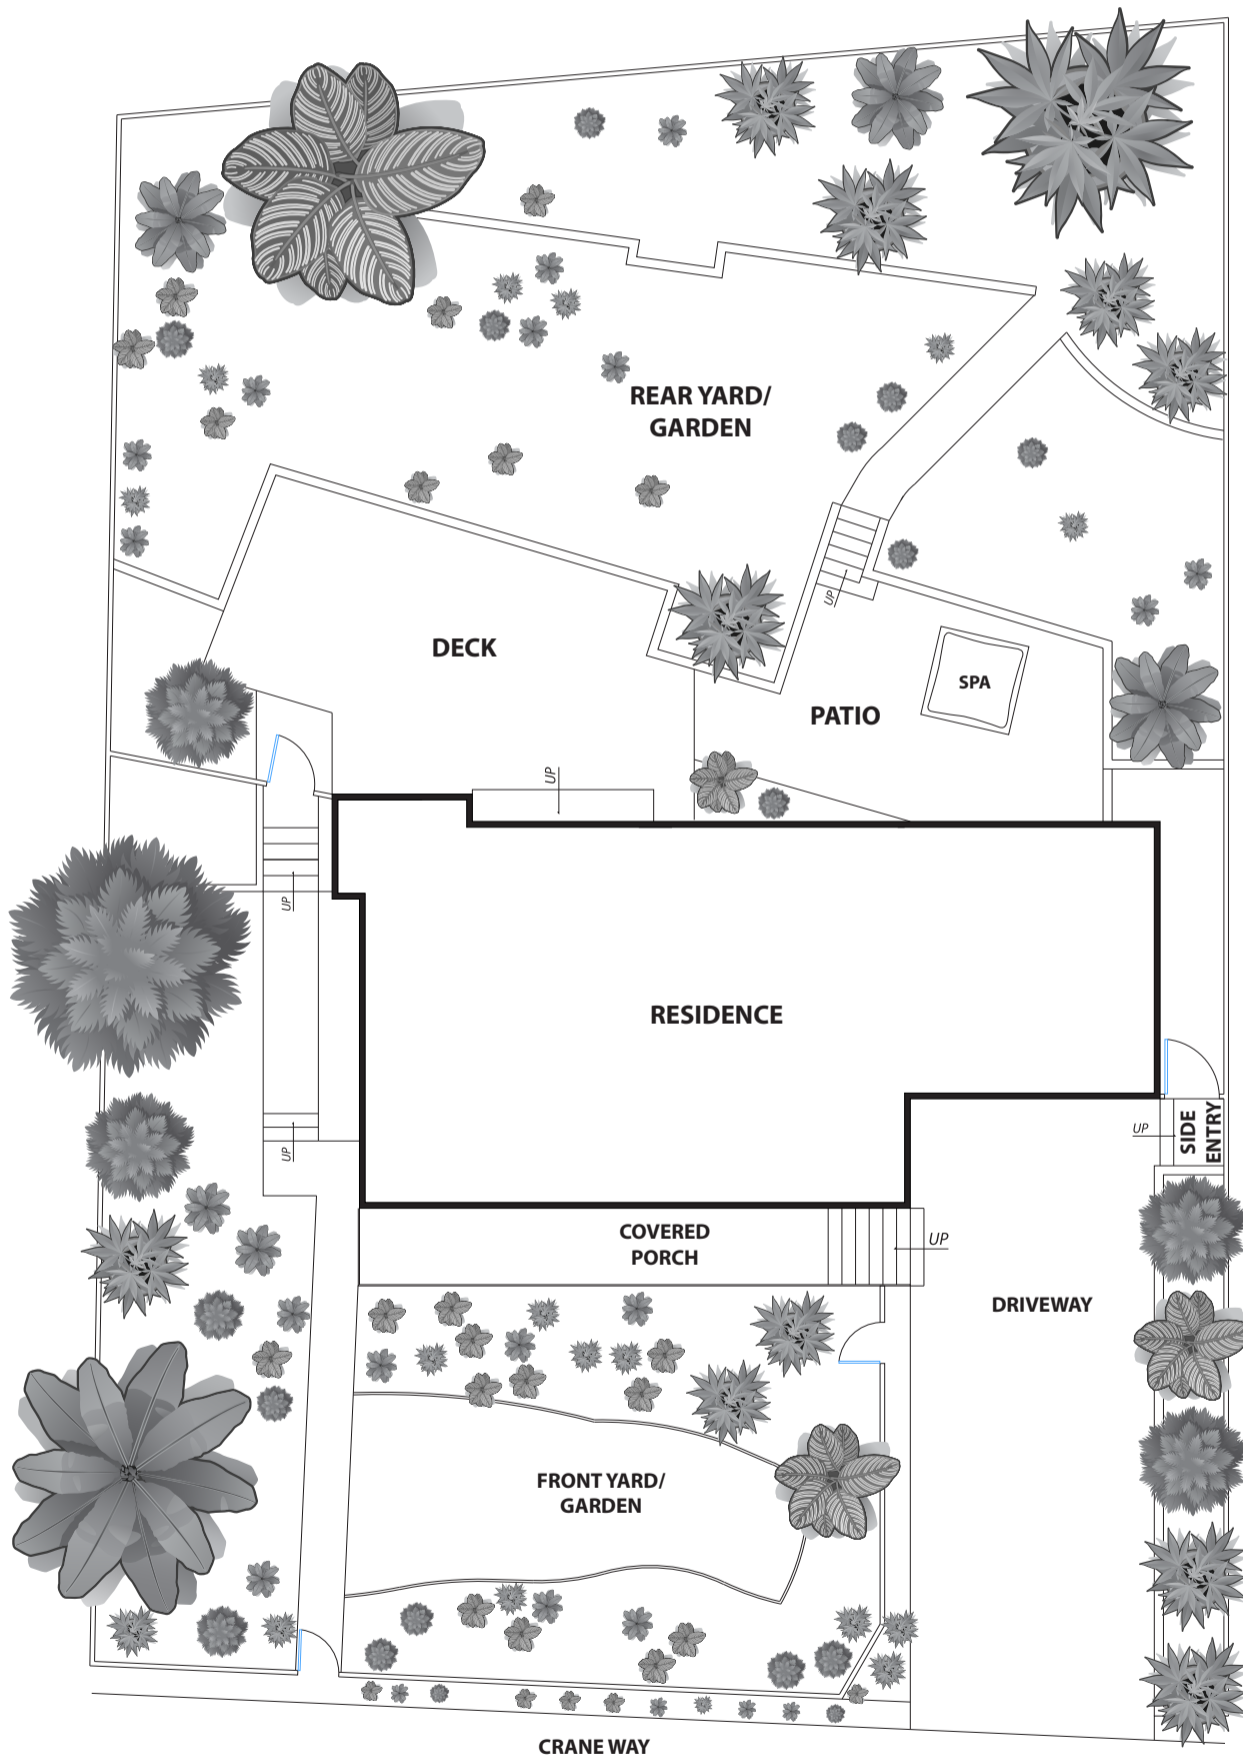 REAR YARD/
GARDEN
UP
DECK
SPA
PATIO
UP
UP
RESIDENCE
UP
SIDE
ENTRY
UP
COVERED
PORCH
UP
DRIVEWAY
FRONT YARD/
GARDEN
CRANE WAY